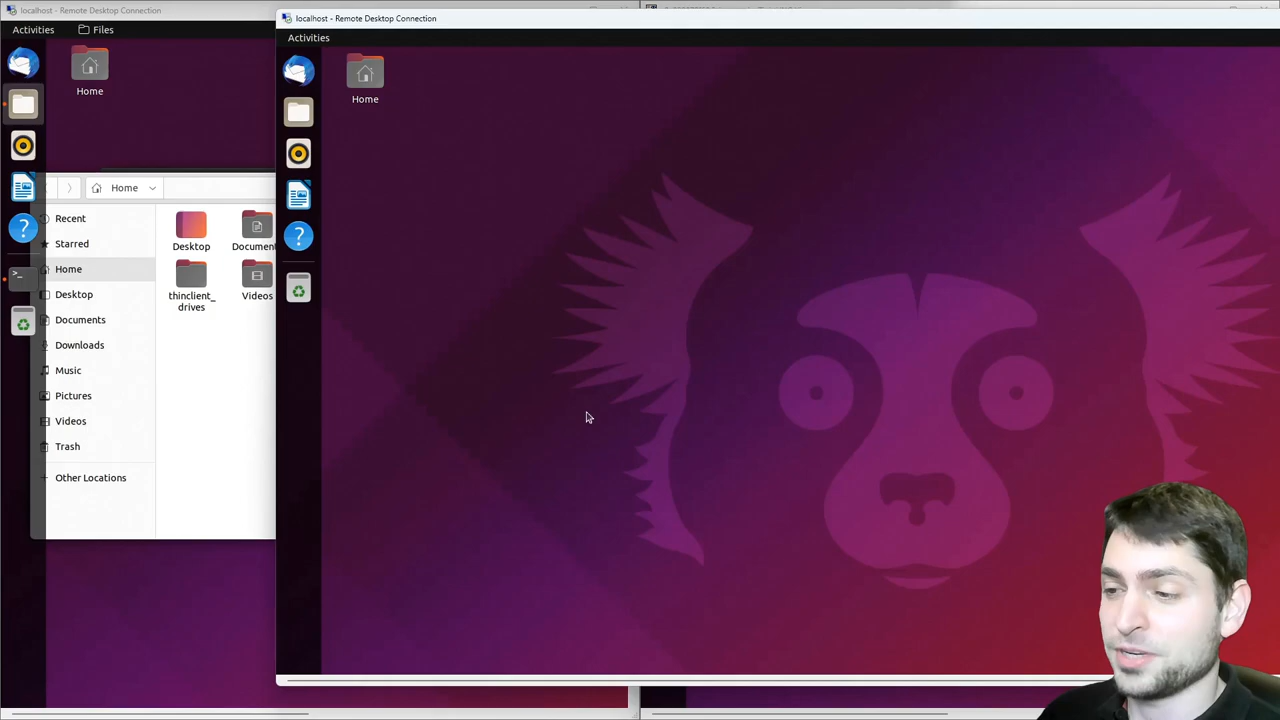 localhost - Remote Desktop Connection
Activities
Files
Home
Home
Recent
Starred
Home
Desktop
Documents
Downloads
Music
Pictures
Videos
Trash
Other Locations
Desktop
Documen
thinclient_
drives
Videos
localhost - Remote Desktop Connection
Activities
Home